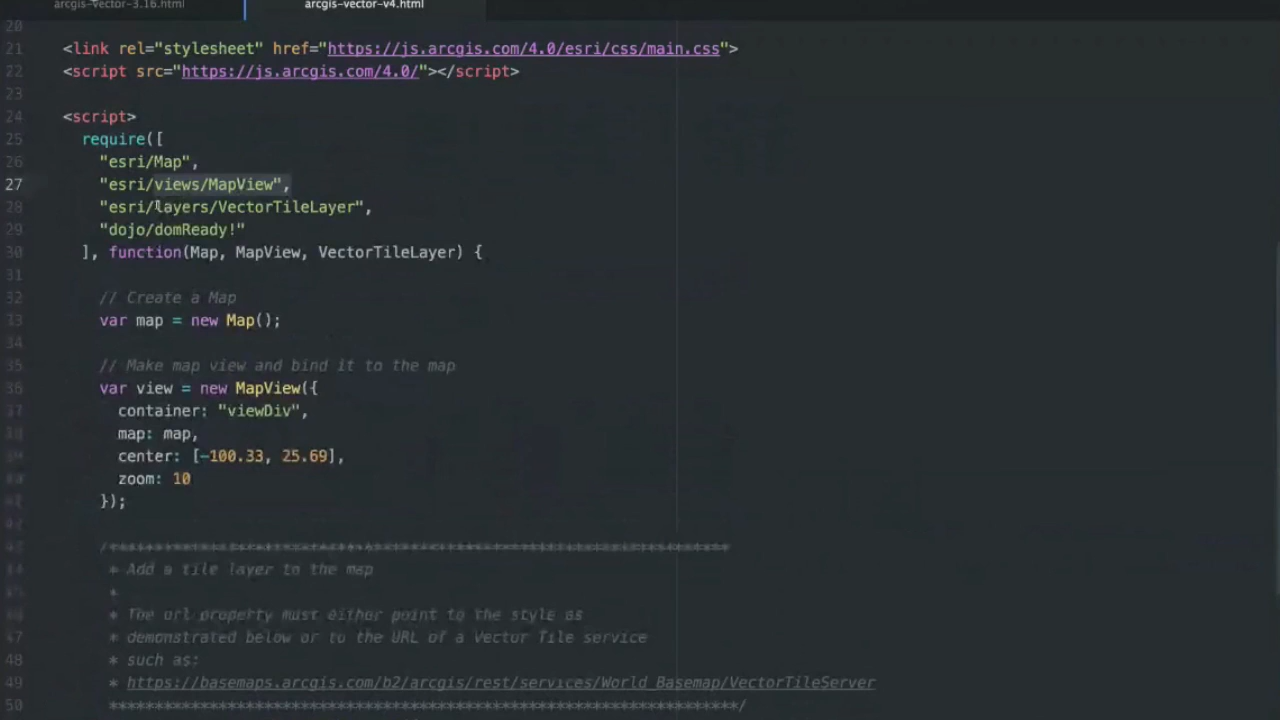 arcgis-vector-3.16.html
arcgis-vector-v4.html
20
21 <link rel="stylesheet" href="https://js.arcgis.com/4.0/esri/css/main.css">
22 <script src="https://js.arcgis.com/4.0/"></script>
23
24 <script>
25 require([
26 "esri/Map",
27 "esri/views/MapView",
28 "esri/layers/VectorTileLayer",
29 "dojo/domReady!"
30 ], function(Map, MapView, VectorTileLayer) {
31
32 // Create a Map
33 var map = new Map();
34
35 // Make map view and bind it to the map
36 var view = new MapView({
37 container: "viewDiv",
38 map: map,
39 center: [-100.33, 25.69],
40 zoom: 10
41 });
42
43 /*********************************************************************
44 * Add a tile layer to the map
45 *
46 * The url property must either point to the style as
47 * demonstrated below or to the URL of a Vector Tile service
48 * such as:
49 * https://basemaps.arcgis.com/b2/arcgis/rest/services/World_Basemap/VectorTileServer
50 *********************************************************************/